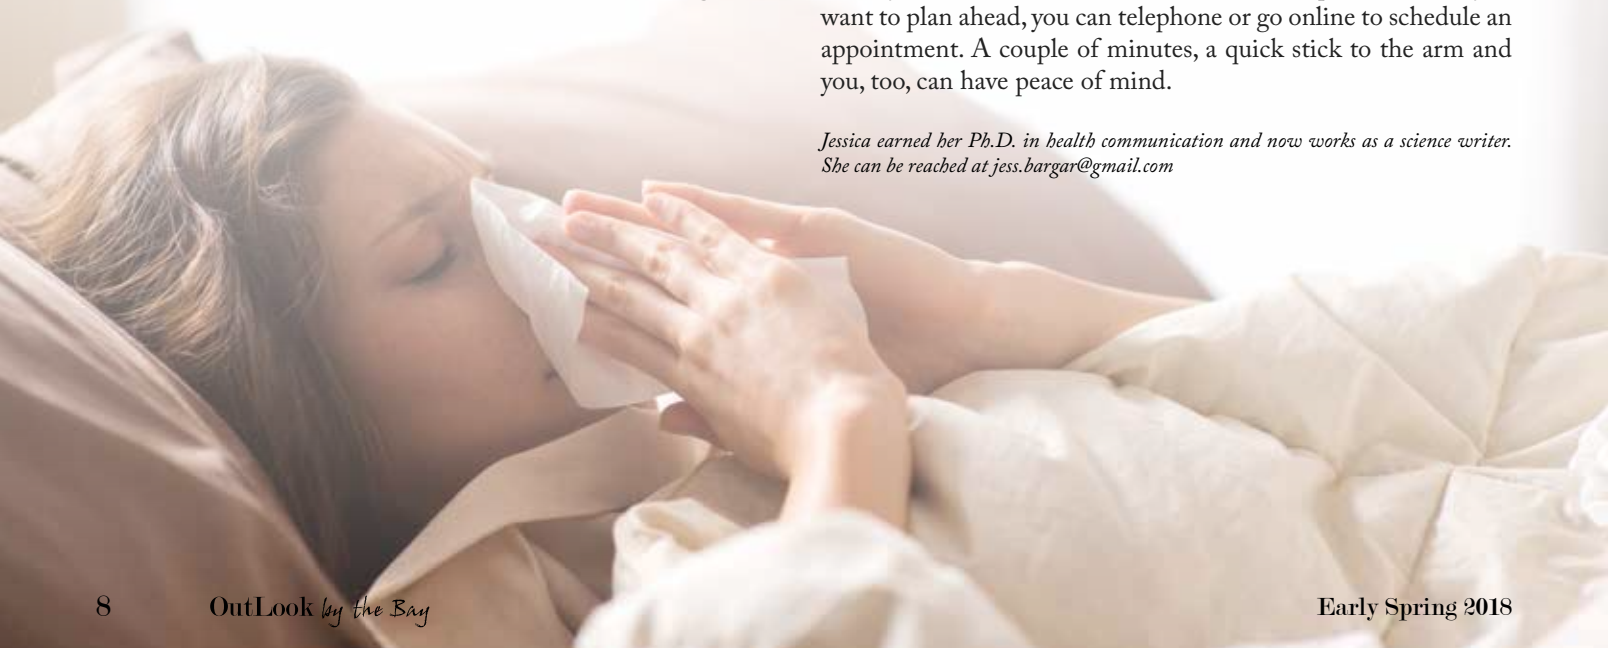 want to plan ahead, you can telephone or go online to schedule an
appointment. A couple of minutes, a quick stick to the arm and
you, too, can have peace of mind.
Jessica earned her Ph.D. in health communication and now works as a science writer.
She can be reached at jess.bargar@gmail.com
8 OutLook by the Bay Early Spring 2018